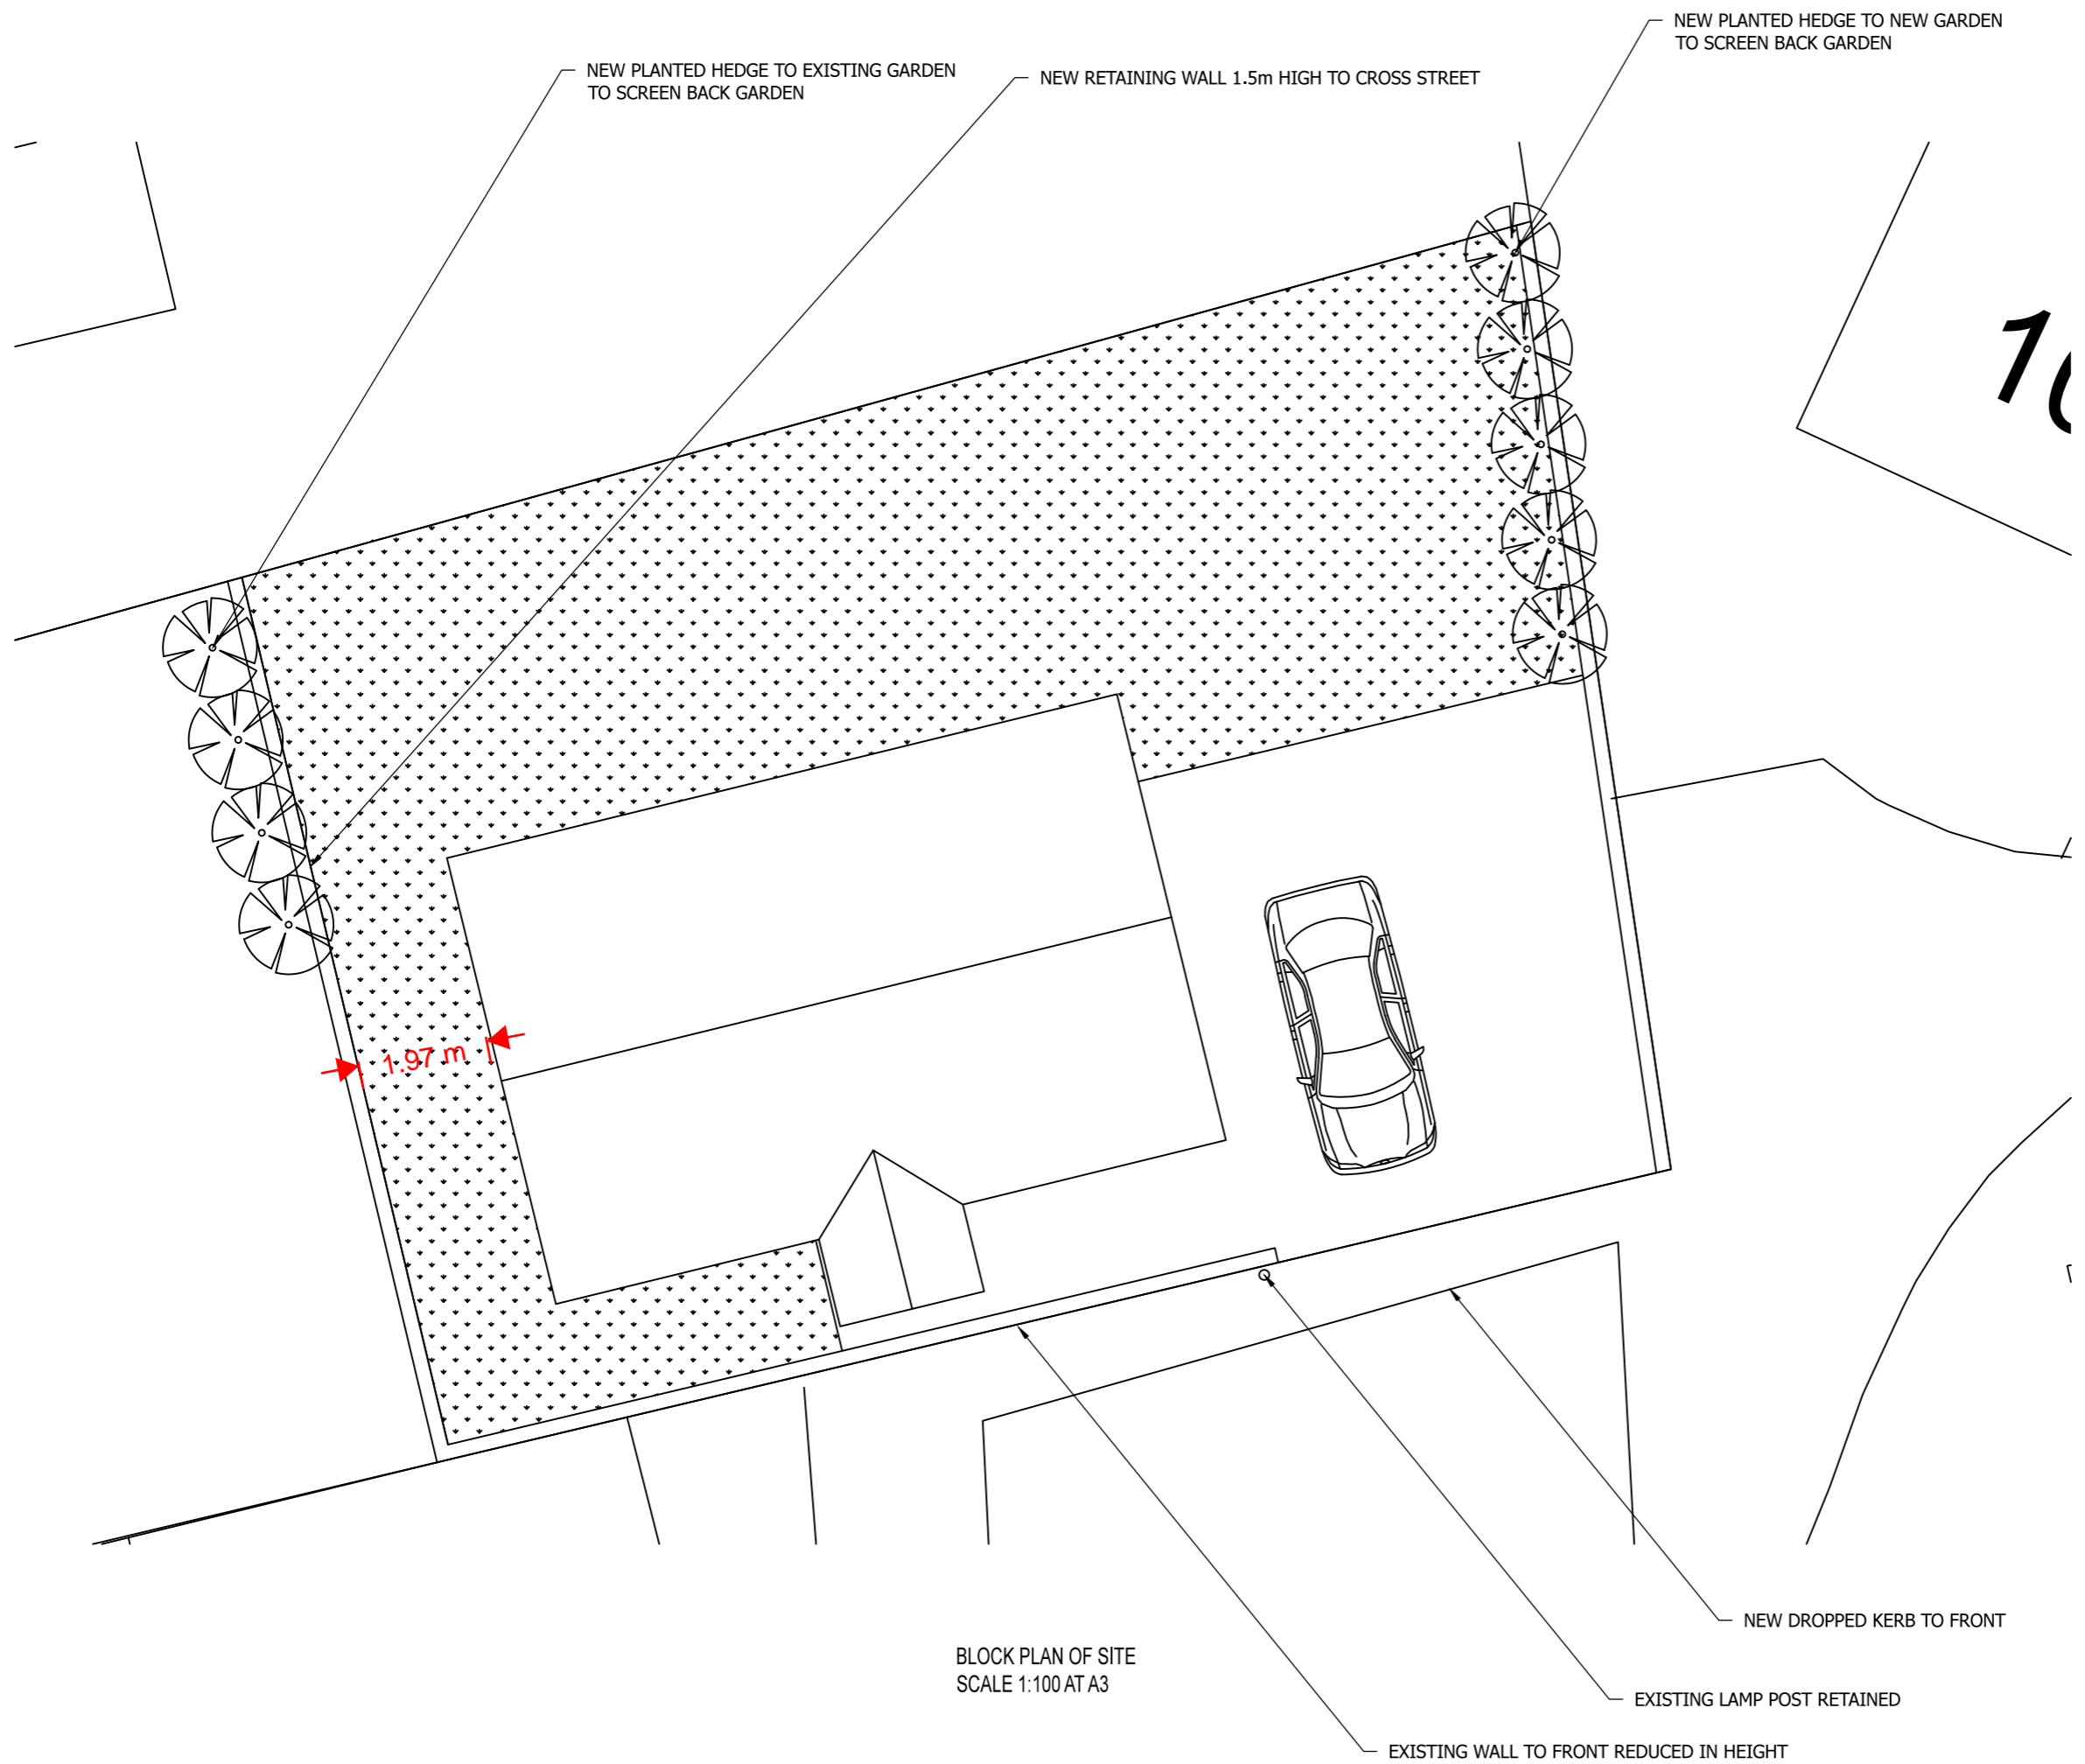 NEW PLANTED HEDGE TO NEW GARDEN
TO SCREEN BACK GARDEN
NEW PLANTED HEDGE TO EXISTING GARDEN
TO SCREEN BACK GARDEN
NEW RETAINING WALL 1.5m HIGH TO CROSS STREET
1.97 m
NEW DROPPED KERB TO FRONT
BLOCK PLAN OF SITE
SCALE 1:100 AT A3
EXISTING LAMP POST RETAINED
EXISTING WALL TO FRONT REDUCED IN HEIGHT